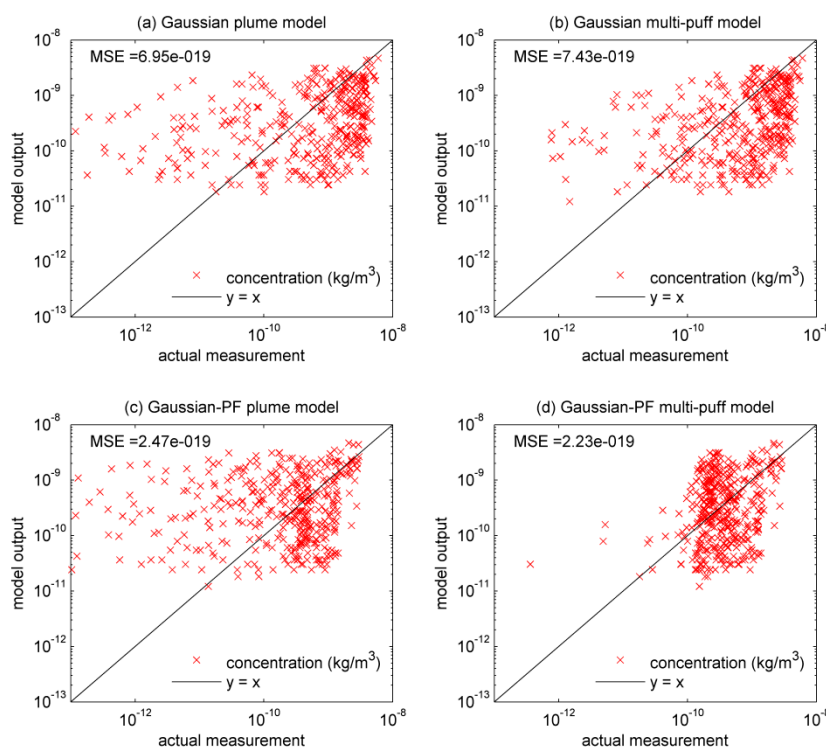 (a) Gaussian plume model
MSE =6.95e-019
10^-8
10^-9
10^-10
10^-11
10^-12
10^-13
model output
concentration (kg/m^3)
y = x
10^-12
10^-10
10^-8
actual measurement
(b) Gaussian multi-puff model
MSE =7.43e-019
10^-8
10^-9
10^-10
10^-11
10^-12
10^-13
model output
concentration (kg/m^3)
y = x
10^-12
10^-10
10^-8
actual measurement
(c) Gaussian-PF plume model
MSE =2.47e-019
10^-8
10^-9
10^-10
10^-11
10^-12
10^-13
model output
concentration (kg/m^3)
y = x
10^-12
10^-10
10^-8
actual measurement
(d) Gaussian-PF multi-puff model
MSE =2.23e-019
10^-8
10^-9
10^-10
10^-11
10^-12
10^-13
model output
concentration (kg/m^3)
y = x
10^-12
10^-10
10^-8
actual measurement